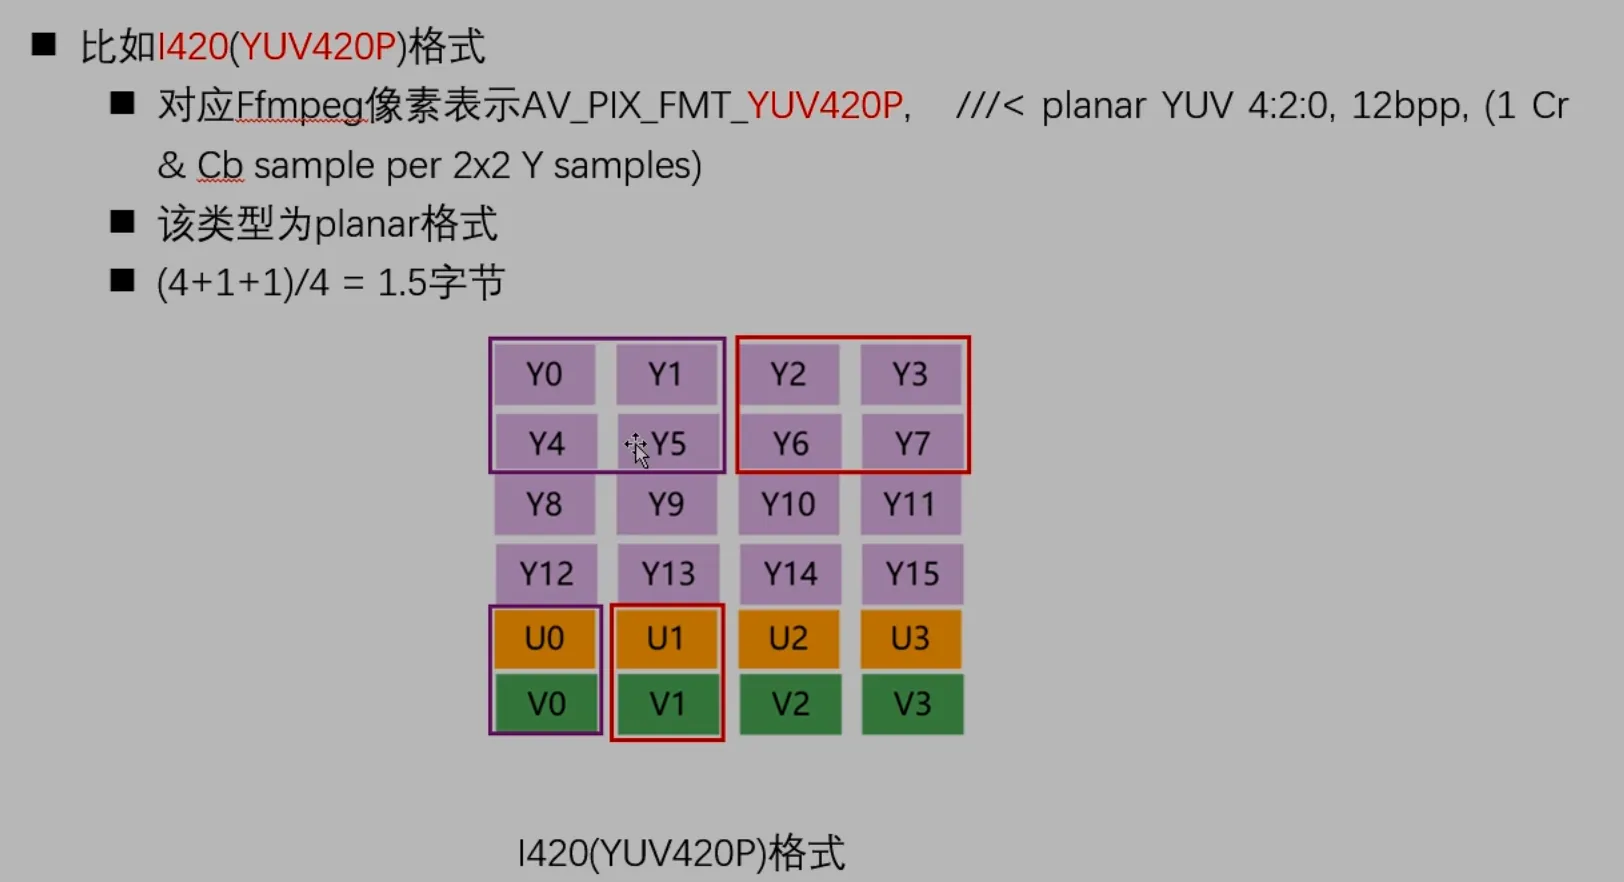 比如I420(YUV420P)格式
对应Ffmpeg像素表示AV_PIX_FMT_YUV420P, ///< planar YUV 4:2:0, 12bpp, (1 Cr
& Cb sample per 2x2 Y samples)
该类型为planar格式
(4+1+1)/4 = 1.5字节
Y0 Y1 Y2 Y3
Y4 Y5 Y6 Y7
Y8 Y9 Y10 Y11
Y12 Y13 Y14 Y15
U0 U1 U2 U3
V0 V1 V2 V3
I420(YUV420P)格式